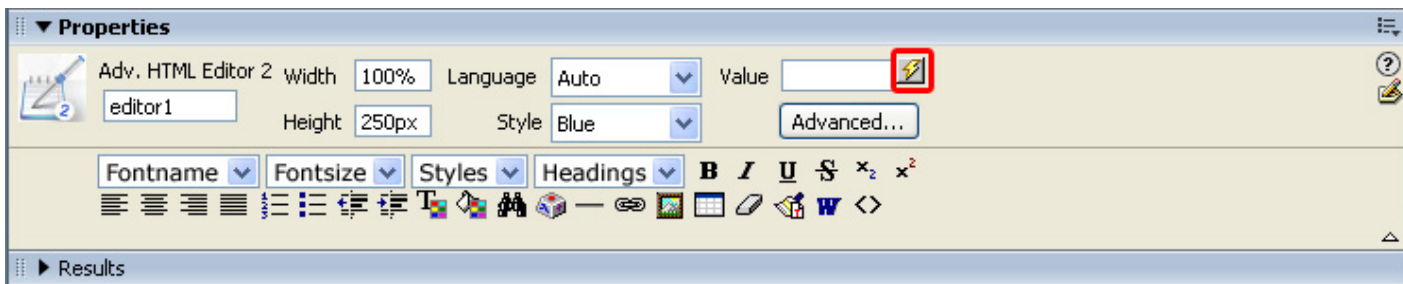 Properties
Adv. HTML Editor 2 Width 100% Language Auto Value
editor1
Height 250px Style Blue Advanced...
Fontname Fontsize Styles Headings B I U S x₂ x²
W <>
Results